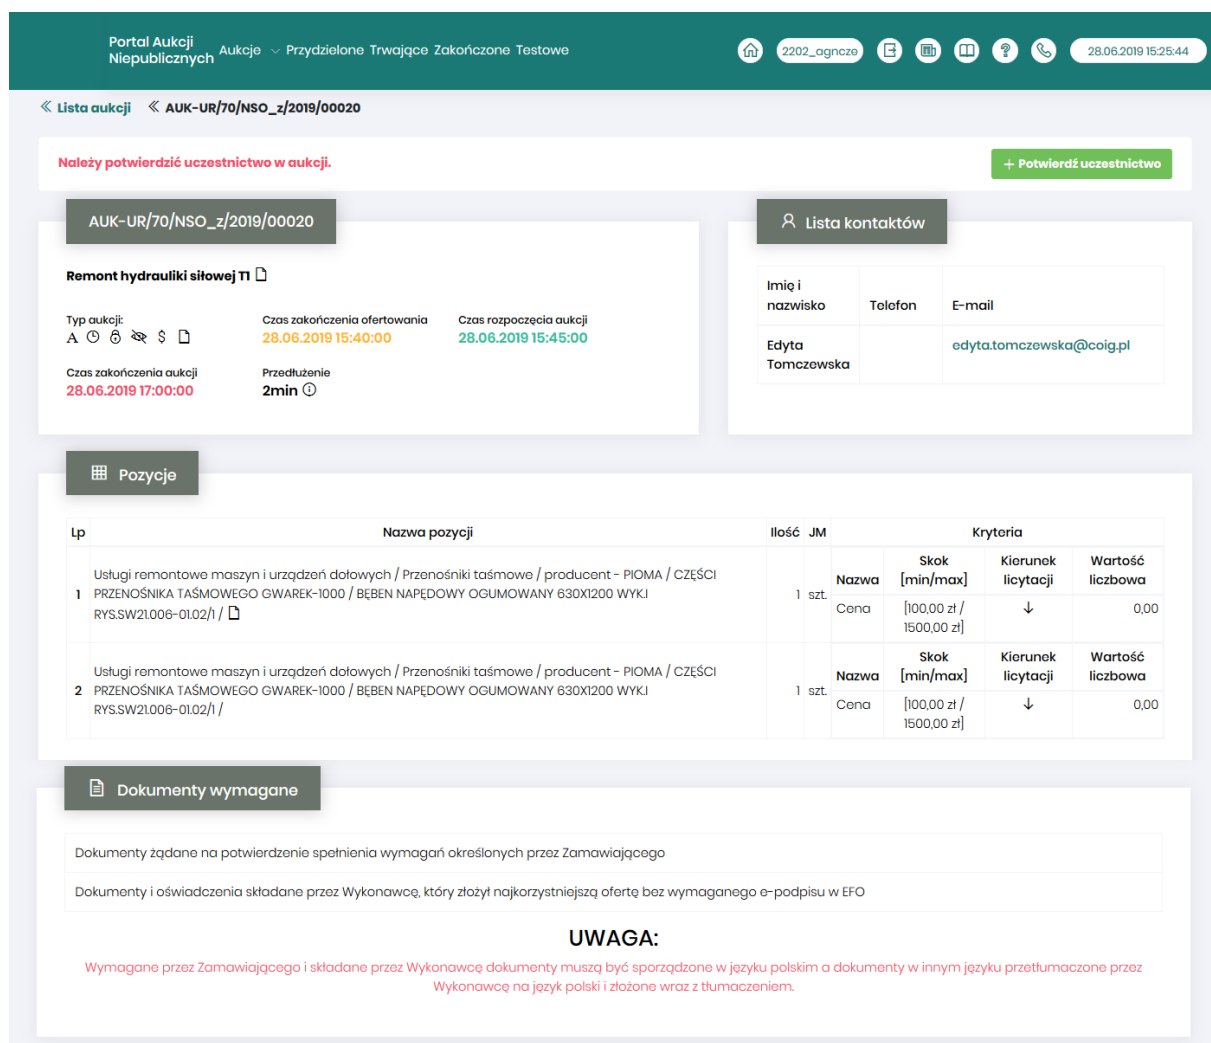 Portal Aukcji
Niepublicznych
Aukcje Przydzielone Trwające Zakończone Testowe
2202_agncze
28.06.2019 15:25:44
Lista aukcji
AUK-UR/70/NSO_z/2019/00020
Należy potwierdzić uczestnictwo w aukcji.
+ Potwierdź uczestnictwo
AUK-UR/70/NSO_z/2019/00020
Remont hydrauliki siłowej T1
Typ aukcji:
A $
Czas zakończenia ofertowania
28.06.2019 15:40:00
Czas rozpoczęcia aukcji
28.06.2019 15:45:00
Czas zakończenia aukcji
28.06.2019 17:00:00
Przedłużenie
2min
Lista kontaktów
Imię i
nazwisko
Telefon
E-mail
Edyta
Tomczewska
edyta.tomczewska@coig.pl
Pozycje
Lp Nazwa pozycji Ilość JM Kryteria
1
Usługi remontowe maszyn i urządzeń dołowych / Przenośniki taśmowe / producent - PIOMA / CZĘŚCI
PRZENOŚNIKA TAŚMOWEGO GWAREK-1000 / BĘBEN NAPĘDOWY OGUMOWANY 630X1200 WYK.I
RYS.SW21.006-01.02/1 /
1 szt.
Nazwa
Skok
[min/max]
Kierunek
licytacji
Wartość
liczbowa
Cena
[100,00 zł /
1500,00 zł]
↓
0,00
2
Usługi remontowe maszyn i urządzeń dołowych / Przenośniki taśmowe / producent - PIOMA / CZĘŚCI
PRZENOŚNIKA TAŚMOWEGO GWAREK-1000 / BĘBEN NAPĘDOWY OGUMOWANY 630X1200 WYK.I
RYS.SW21.006-01.02/1 /
1 szt.
Nazwa
Skok
[min/max]
Kierunek
licytacji
Wartość
liczbowa
Cena
[100,00 zł /
1500,00 zł]
↓
0,00
Dokumenty wymagane
Dokumenty żądane na potwierdzenie spełnienia wymagań określonych przez Zamawiającego
Dokumenty i oświadczenia składane przez Wykonawcę, który złożył najkorzystniejszą ofertę bez wymaganego e-podpisu w EFO
UWAGA:
Wymagane przez Zamawiającego i składane przez Wykonawcę dokumenty muszą być sporządzone w języku polskim a dokumenty w innym języku przetłumaczone przez
Wykonawcę na język polski i złożone wraz z tłumaczeniem.